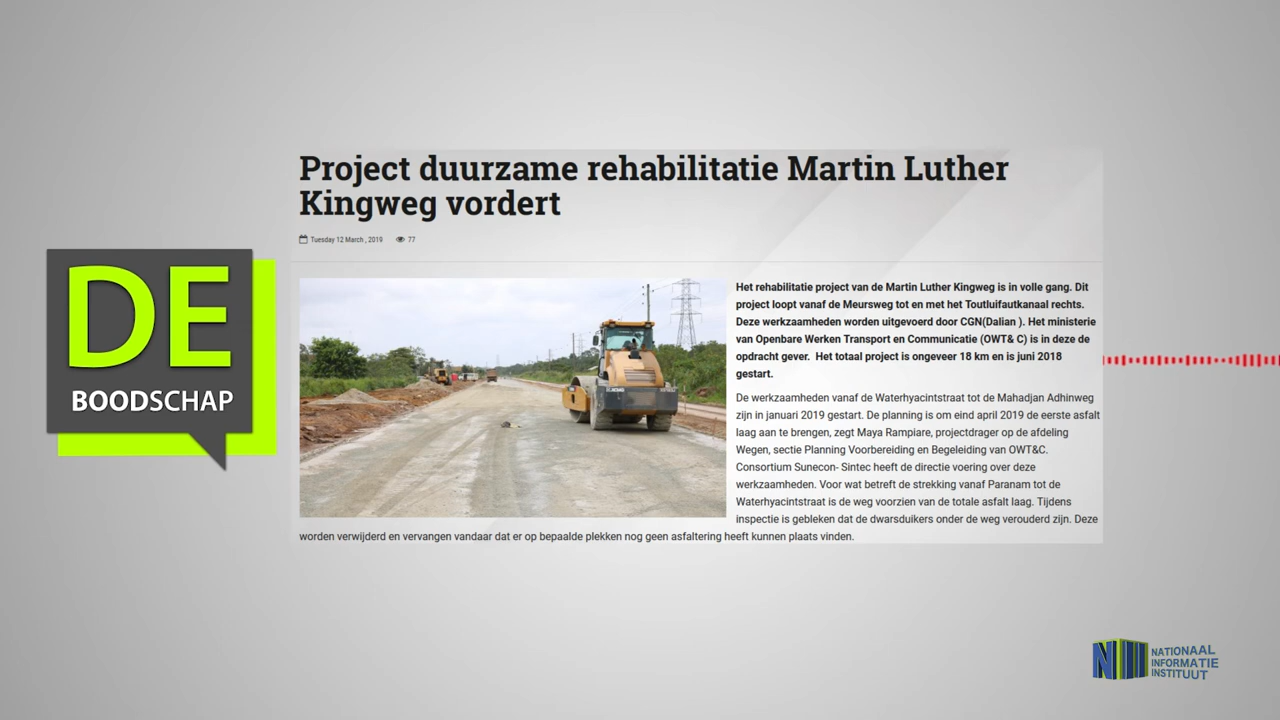 Project duurzame rehabilitatie Martin Luther
Kingweg vordert
Tuesday 12 March , 2019 77
DE
BOODSCHAP
Het rehabilitatie project van de Martin Luther Kingweg is in volle gang. Dit
project loopt vanaf de Meursweg tot en met het Toutluifautkanaal rechts.
Deze werkzaamheden worden uitgevoerd door CGN(Dalian ). Het ministerie
van Openbare Werken Transport en Communicatie (OWT& C) is in deze de
opdracht gever. Het totaal project is ongeveer 18 km en is juni 2018
gestart.
De werkzaamheden vanaf de Waterhyacintstraat tot de Mahadjan Adhinweg
zijn in januari 2019 gestart. De planning is om eind april 2019 de eerste asfalt
laag aan te brengen, zegt Maya Rampiare, projectdrager op de afdeling
Wegen, sectie Planning Voorbereiding en Begeleiding van OWT&C.
Consortium Sunecon- Sintec heeft de directie voering over deze
werkzaamheden. Voor wat betreft de strekking vanaf Paranam tot de
Waterhyacintstraat is de weg voorzien van de totale asfalt laag. Tijdens
inspectie is gebleken dat de dwarsduikers onder de weg verouderd zijn. Deze
worden verwijderd en vervangen vandaar dat er op bepaalde plekken nog geen asfaltering heeft kunnen plaats vinden.
NII
NATIONAAL
INFORMATIE
INSTITUUT